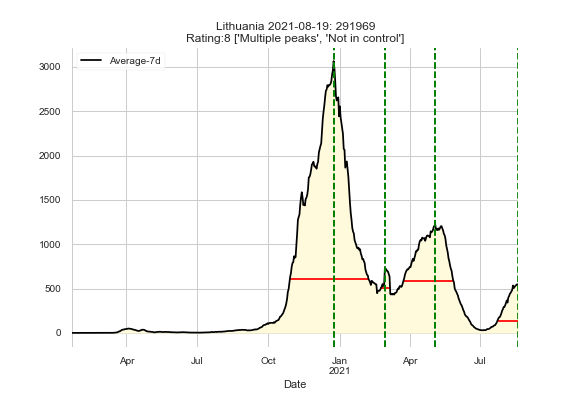 Lithuania 2021-08-19: 291969
Rating:8 ['Multiple peaks', 'Not in control']
Average-7d
3000
2500
2000
1500
1000
500
0
Apr Jul Oct Jan Apr Jul
2021
Date